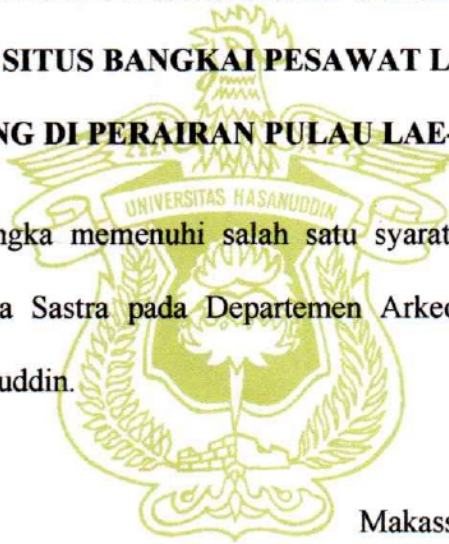 SITUS BANGKAI PESAWAT L
NG DI PERAIRAN PULAU LAE-
UNIVERSITAS HASANUDDIN
ngka memenuhi salah satu syarat
a Sastra pada Departemen Arkeo
uddin.
Makass